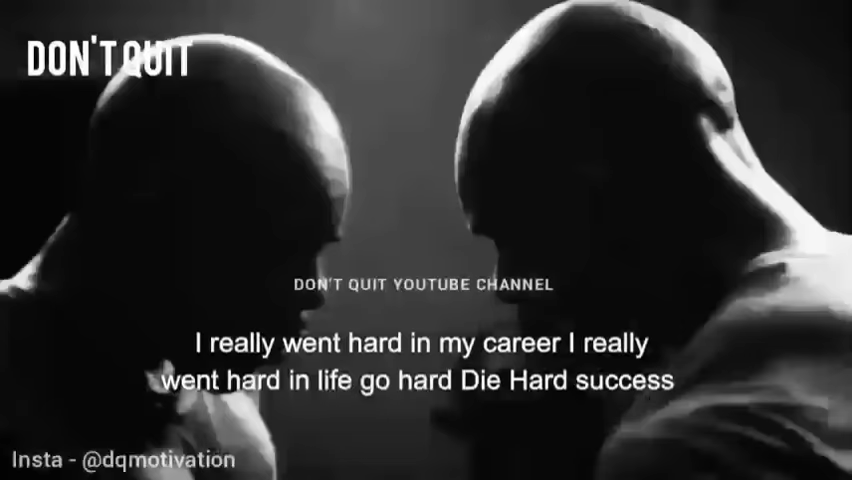 DON'T QUIT
DON'T QUIT YOUTUBE CHANNEL
I really went hard in my career I really
went hard in life go hard Die Hard success
Insta - @dqmotivation